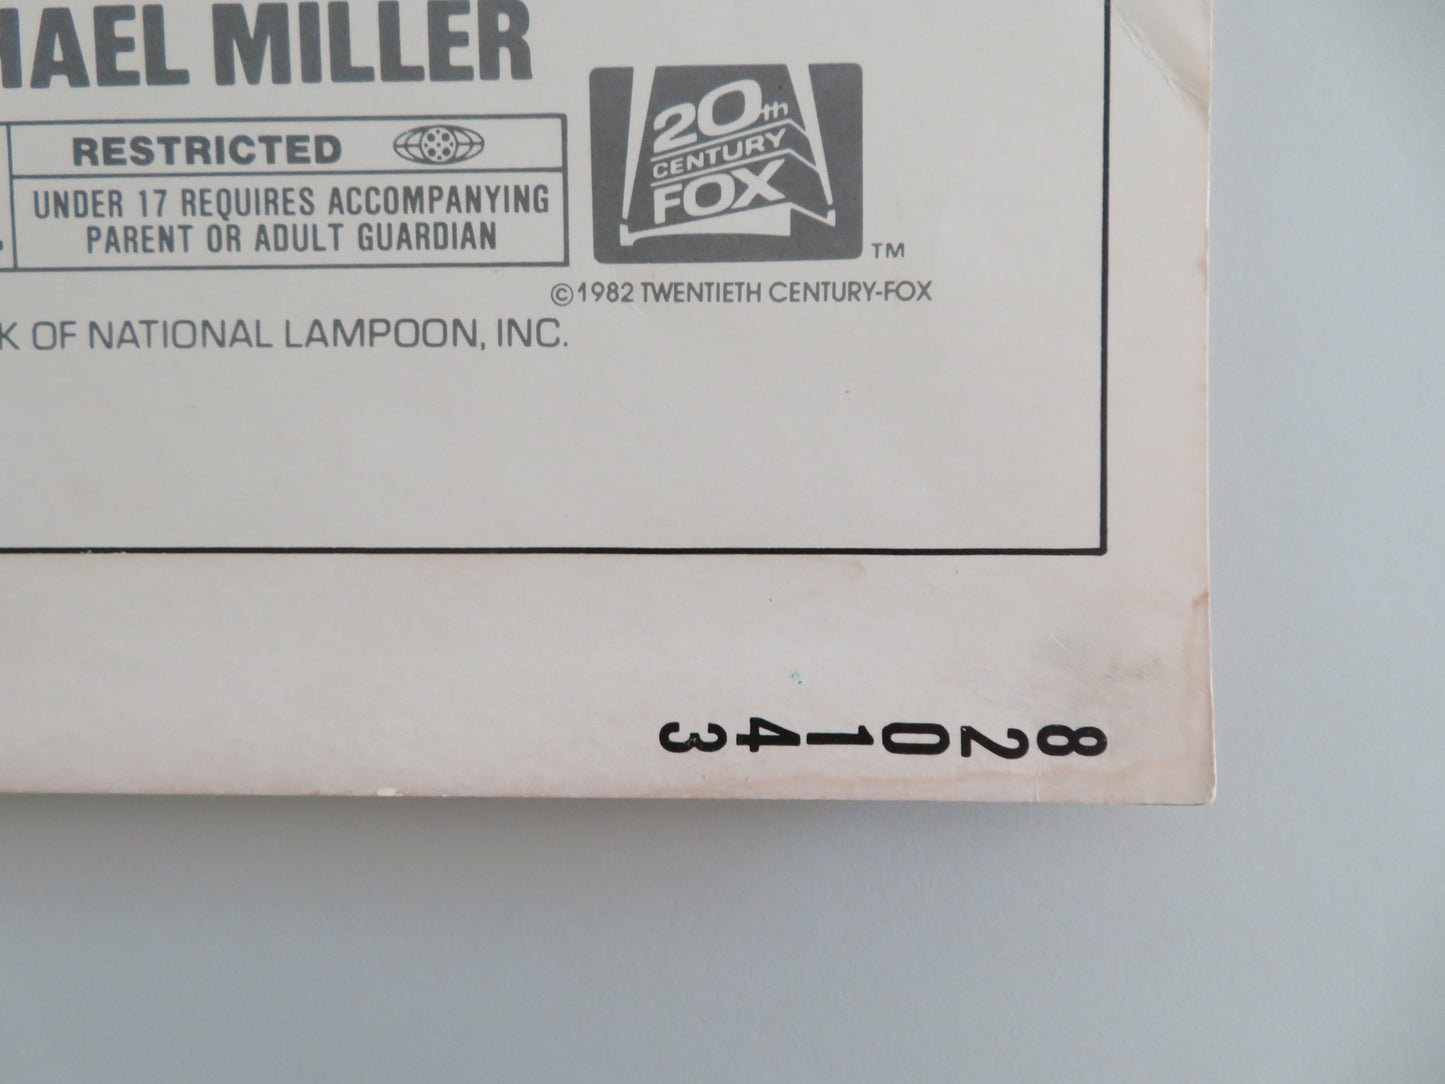 MILLER
RESTRICTED
UNDER 17 REQUIRES ACCOMPANYING
PARENT OR ADULT GUARDIAN
20th
CENTURY
FOX
TM
©1982 TWENTIETH CENTURY-FOX
OF NATIONAL LAMPOON, INC.
820143